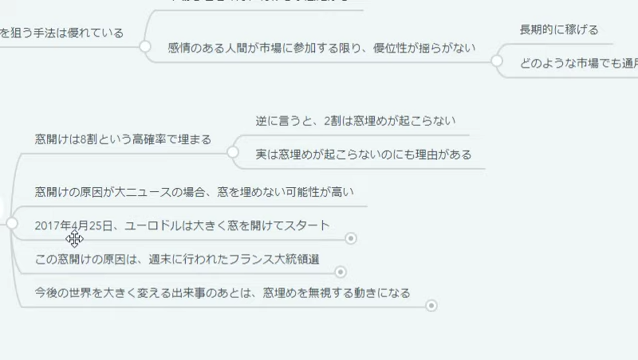 を狙う手法は優れている
感情のある人間が市場に参加する限り、優位性が揺らがない
長期的に稼げる
どのような市場でも通用
窓開けは8割という高確率で埋まる
逆に言うと、2割は窓埋めが起こらない
実は窓埋めが起こらないのにも理由がある
窓開けの原因が大ニュースの場合、窓を埋めない可能性が高い
2017年4月25日、ユーロドルは大きく窓を開けてスタート
この窓開けの原因は、週末に行われたフランス大統領選
今後の世界を大きく変える出来事のあとは、窓埋めを無視する動きになる